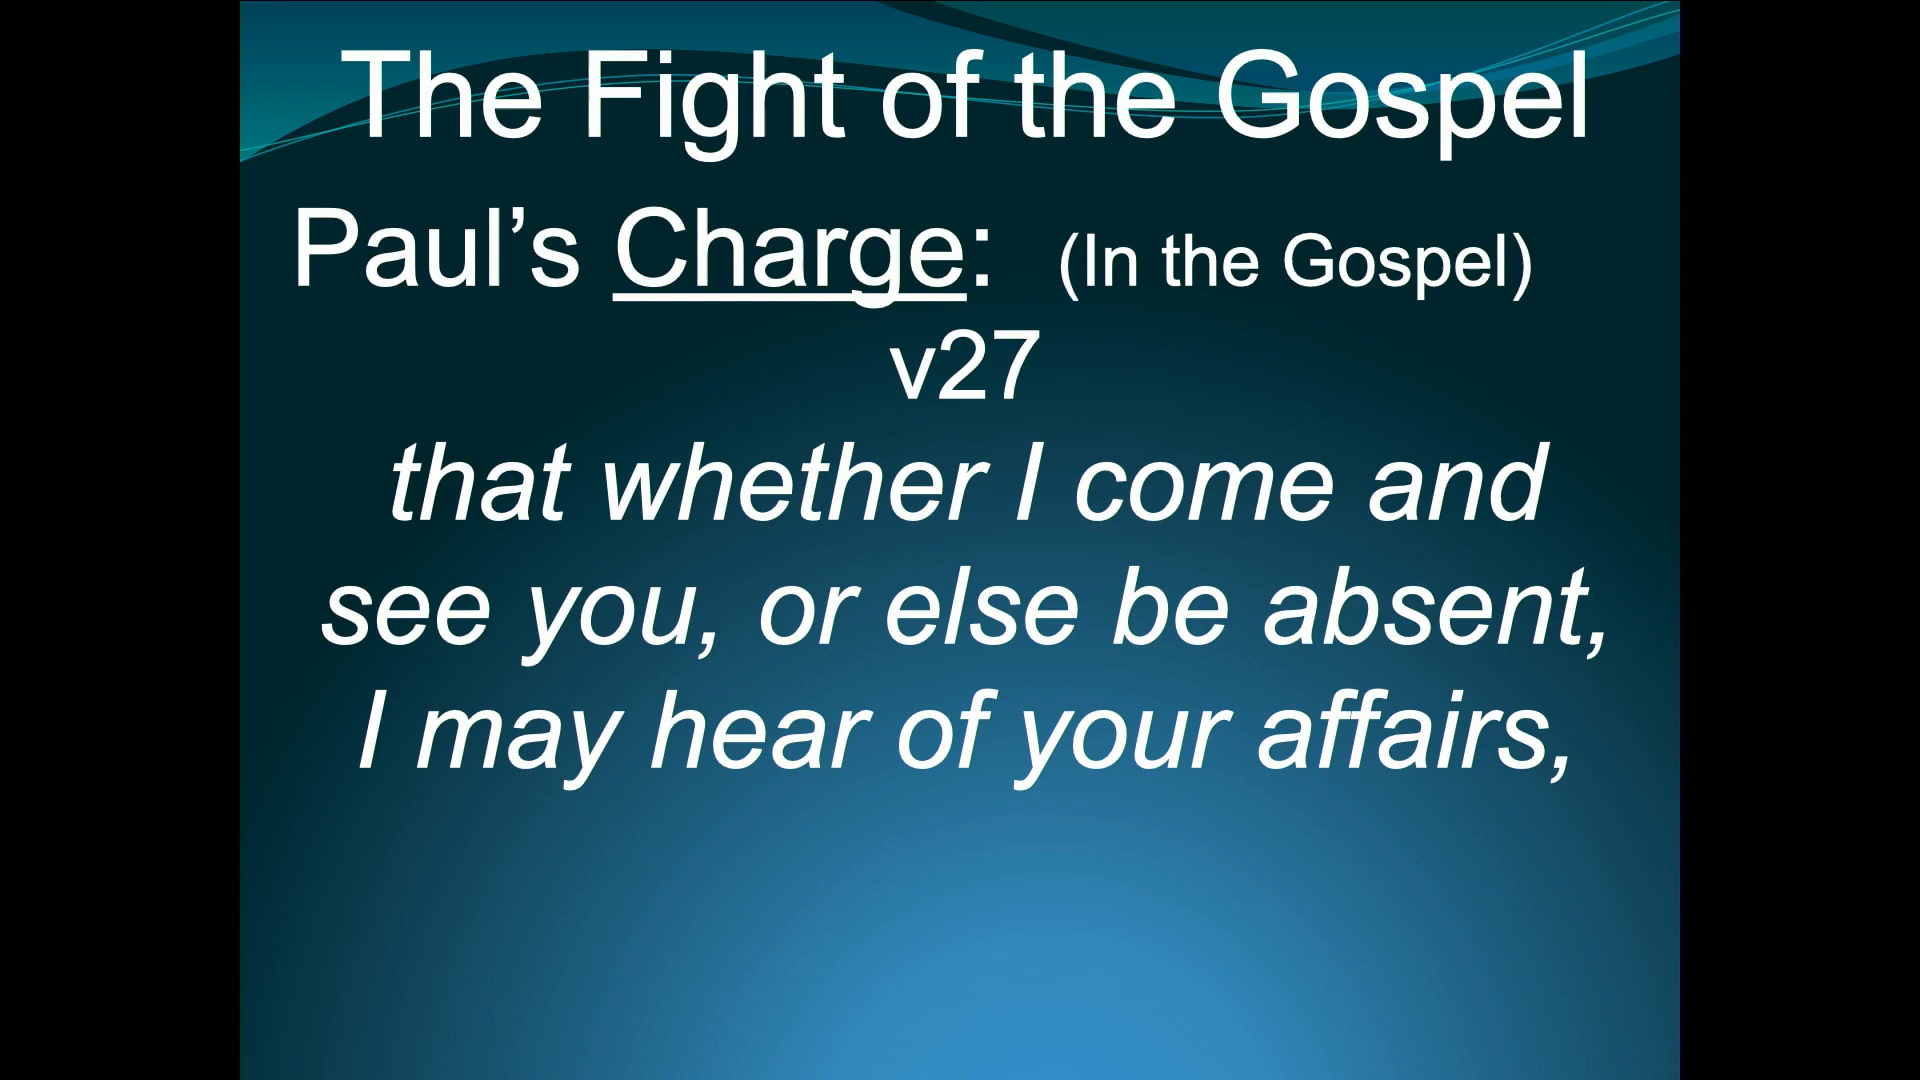 The Fight of the Gospel
Paul’s Charge: (In the Gospel)
v27
that whether I come and
see you, or else be absent,
I may hear of your affairs,